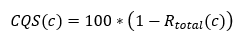 CQS(c) = 100 * (1 − R_total(c))